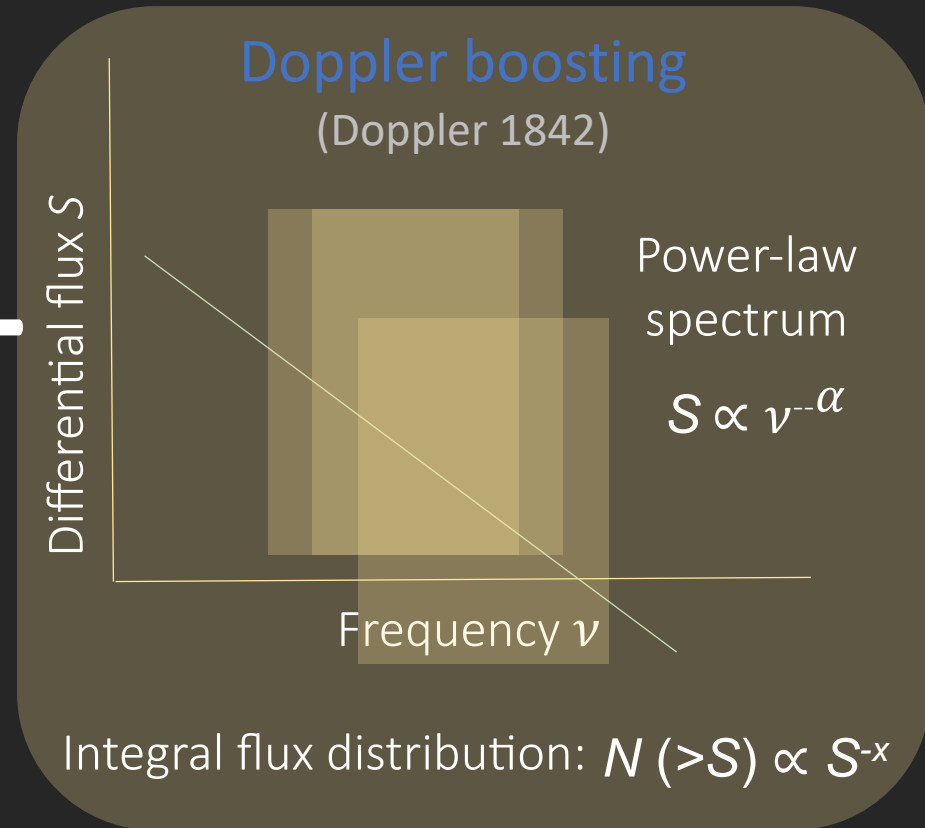 Doppler boosting
(Doppler 1842)
Differential flux S
Power-law
spectrum
S ∝ ν--α
Frequency ν
Integral flux distribution: N (>S) ∝ S-x